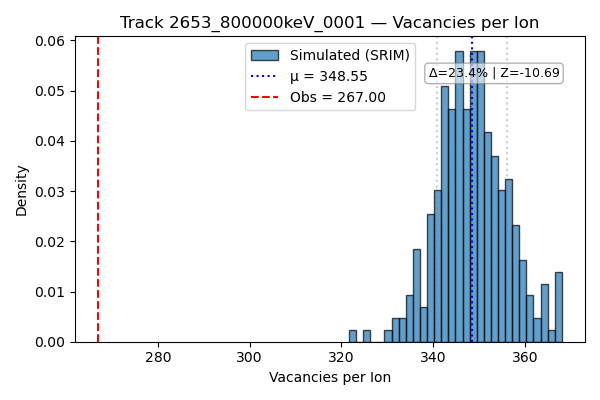 Track 2653_800000keV_0001 — Vacancies per Ion
Simulated (SRIM)
μ = 348.55
Obs = 267.00
Δ=23.4% | Z=-10.69
Density
0.06
0.05
0.04
0.03
0.02
0.01
0.00
280
300
320
340
360
Vacancies per Ion